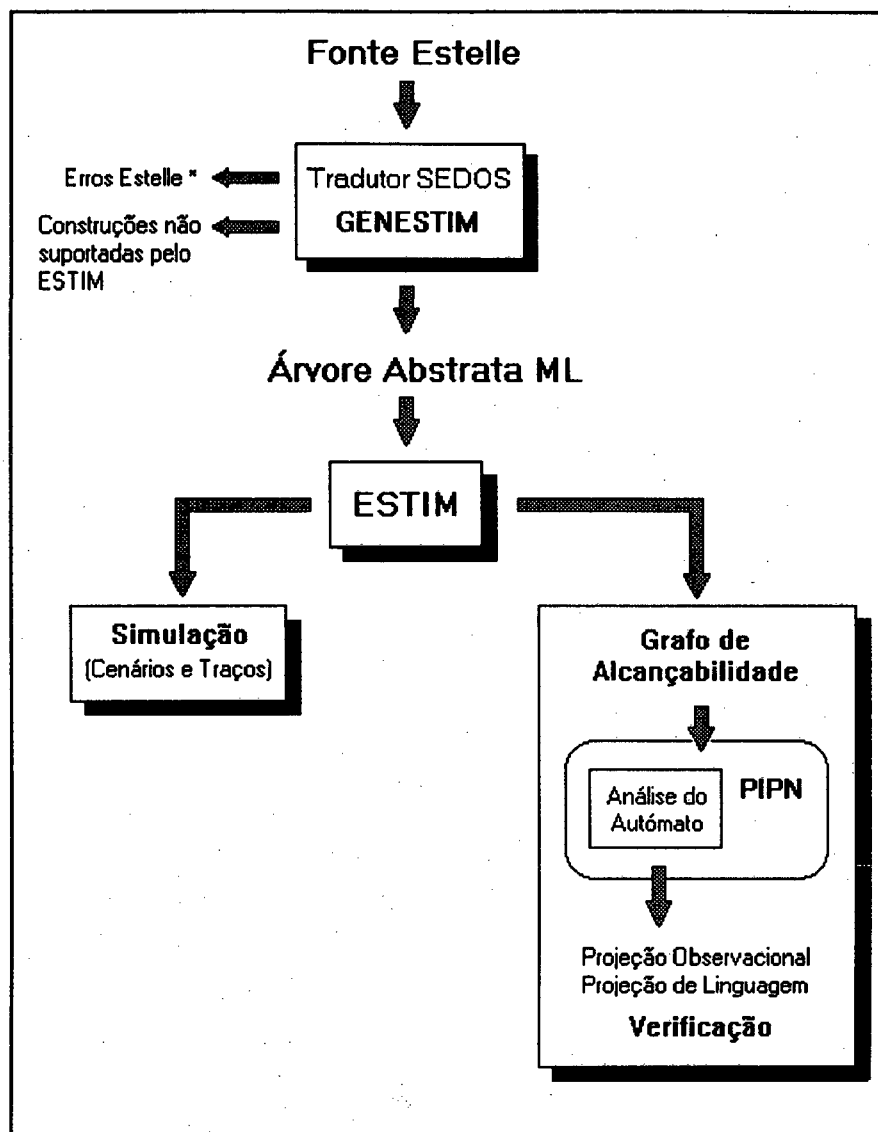 Fonte Estelle
Erros Estelle *
Construções não
suportadas pelo
ESTIM
Tradutor SEDOS
GENESTIM
Árvore Abstrata ML
ESTIM
Simulação
(Cenários e Traços)
Grafo de
Alcançabilidade
PIPN
Análise do
Autómato
Projeção Observacional
Projeção de Linguagem
Verificação